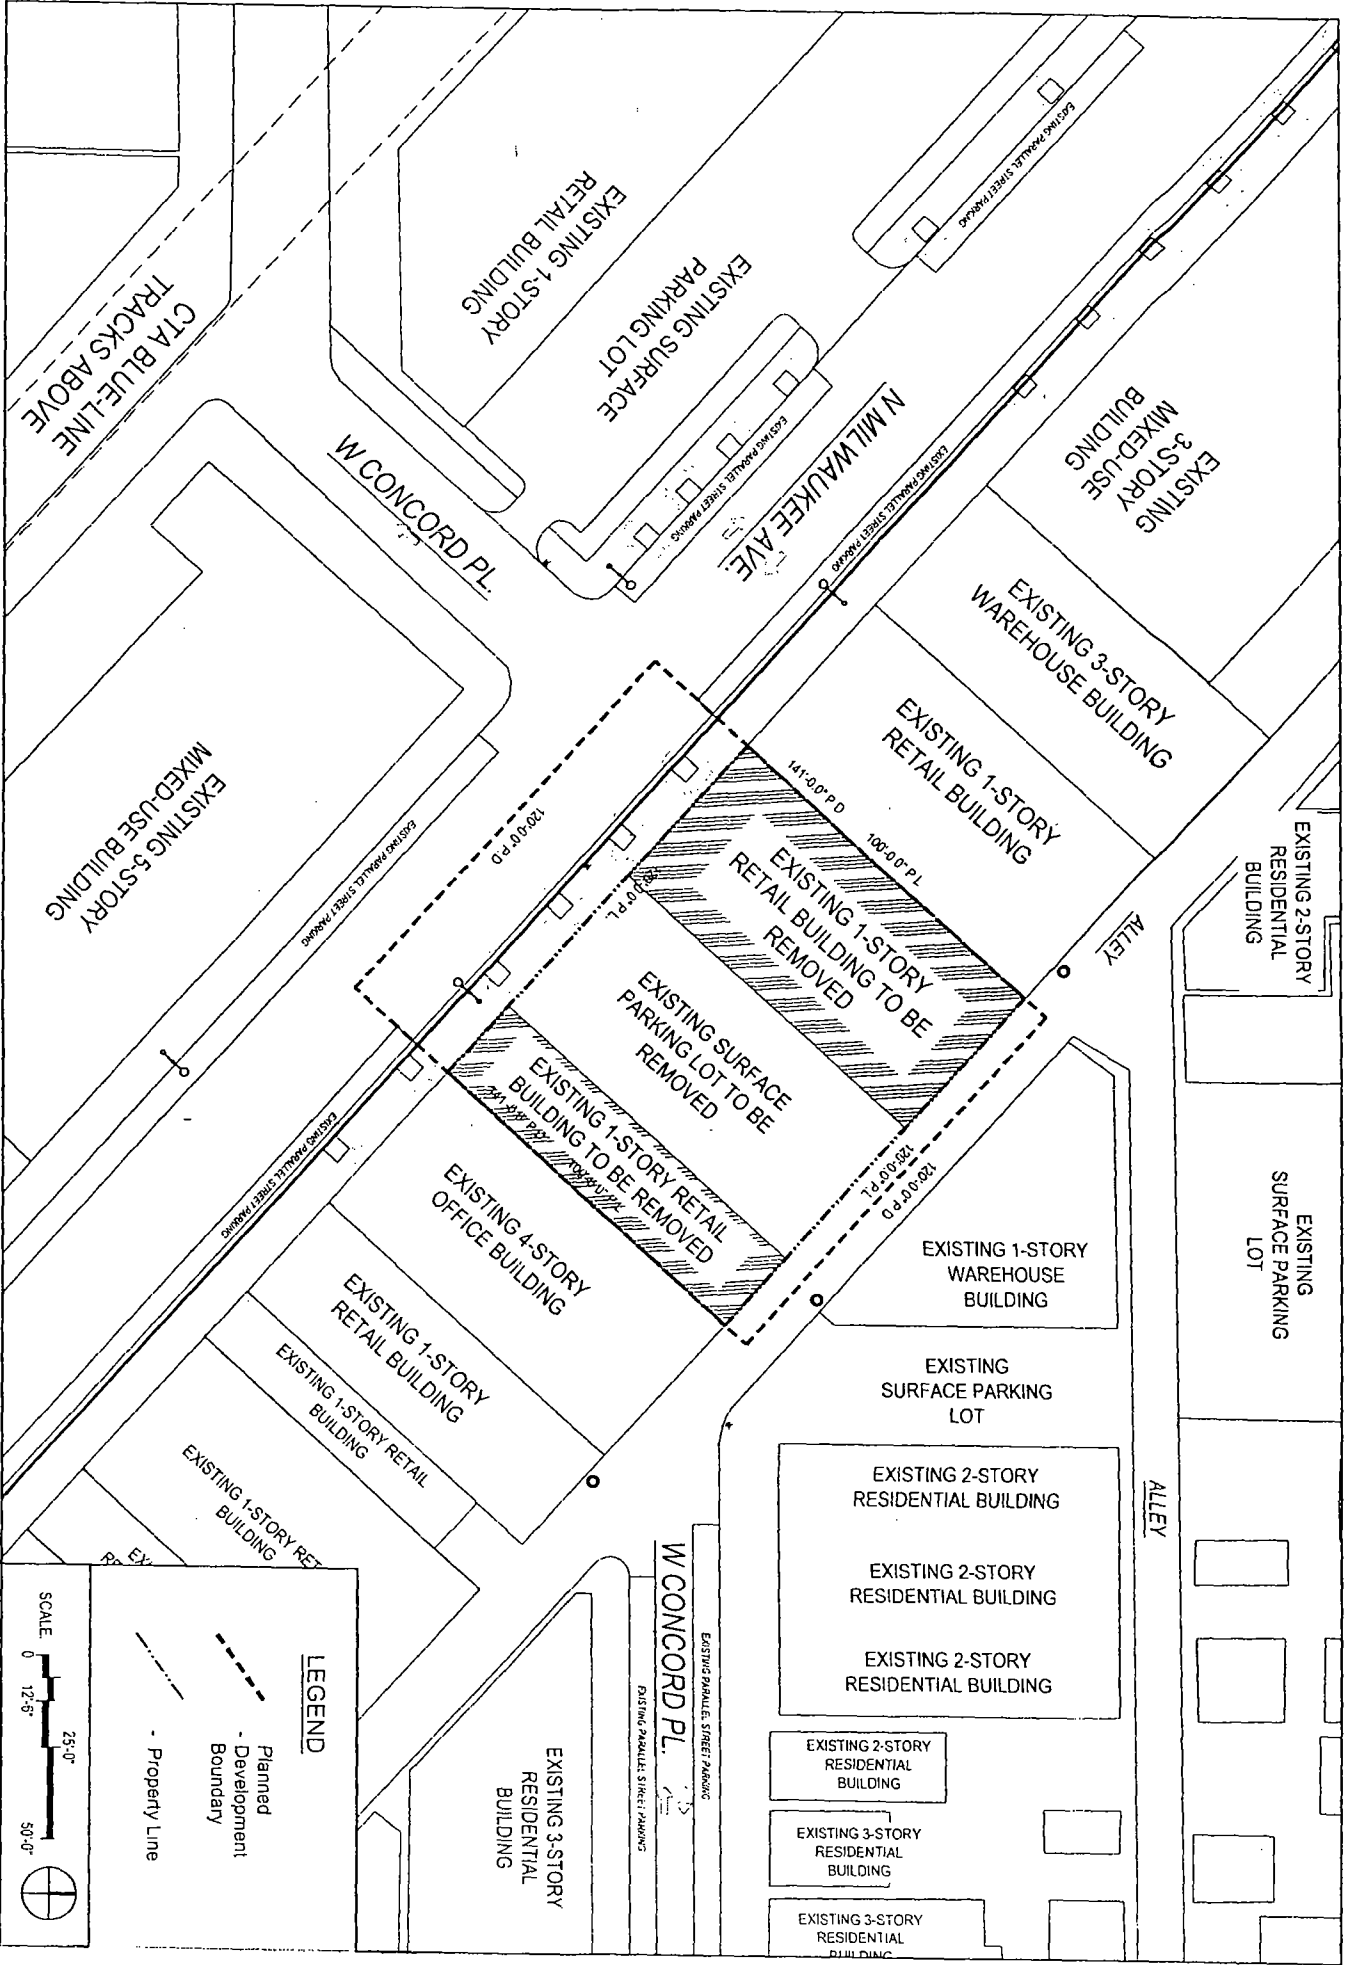 EXISTING PARALLEL STREET PARKING
EXISTING 1-STORY
RETAIL BUILDING
EXISTING SURFACE
PARKING LOT
CTA BLUE-LINE
TRACKS ABOVE
W CONCORD PL.
EXISTING PARALLEL STREET PARKING
N MILWAUKEE AVE.
EXISTING PARALLEL STREET PARKING
EXISTING
3-STORY
MIXED-USE
BUILDING
EXISTING 3-STORY
WAREHOUSE BUILDING
EXISTING 1-STORY
RETAIL BUILDING
EXISTING 2-STORY
RESIDENTIAL
BUILDING
ALLEY
EXISTING 5-STORY
MIXED-USE BUILDING
EXISTING PARALLEL STREET PARKING
120'-0.0" P.D
141'-0.0" P D
100'-0 0" P L
EXISTING 1-STORY
RETAIL BUILDING TO BE
REMOVED
120'-0.0" P.L
EXISTING SURFACE
PARKING LOT TO BE
REMOVED
EXISTING 1-STORY RETAIL
BUILDING TO BE REMOVED
120'-0.0" P.L
120'-0.0" P D
EXISTING 1-STORY
WAREHOUSE
BUILDING
EXISTING
SURFACE PARKING
LOT
EXISTING PARALLEL STREET PARKING
EXISTING 4-STORY
OFFICE BUILDING
EXISTING 1-STORY
RETAIL BUILDING
EXISTING 1-STORY RETAIL
BUILDING
EXISTING 1-STORY RET
BUILDING
EXI
RE
EXISTING
SURFACE PARKING
LOT
EXISTING 2-STORY
RESIDENTIAL BUILDING
EXISTING 2-STORY
RESIDENTIAL BUILDING
EXISTING 2-STORY
RESIDENTIAL BUILDING
ALLEY
EXISTING 2-STORY
RESIDENTIAL
BUILDING
EXISTING 3-STORY
RESIDENTIAL
BUILDING
EXISTING 3-STORY
RESIDENTIAL
BUILDING
W CONCORD PL.
EXISTING PARALLEL STREET PARKING
EXISTING PARALLEL STREET PARKING
EXISTING 3-STORY
RESIDENTIAL
BUILDING
LEGEND
Planned
- Development
Boundary
- Property Line
SCALE.
0 12'-6" 25'-0" 50'-0"